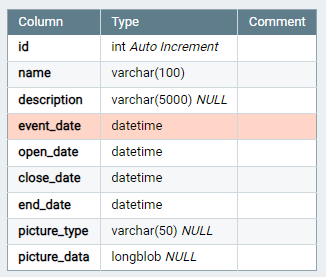 Column Type Comment
id int Auto Increment
name varchar(100)
description varchar(5000) NULL
event_date datetime
open_date datetime
close_date datetime
end_date datetime
picture_type varchar(50) NULL
picture_data longblob NULL